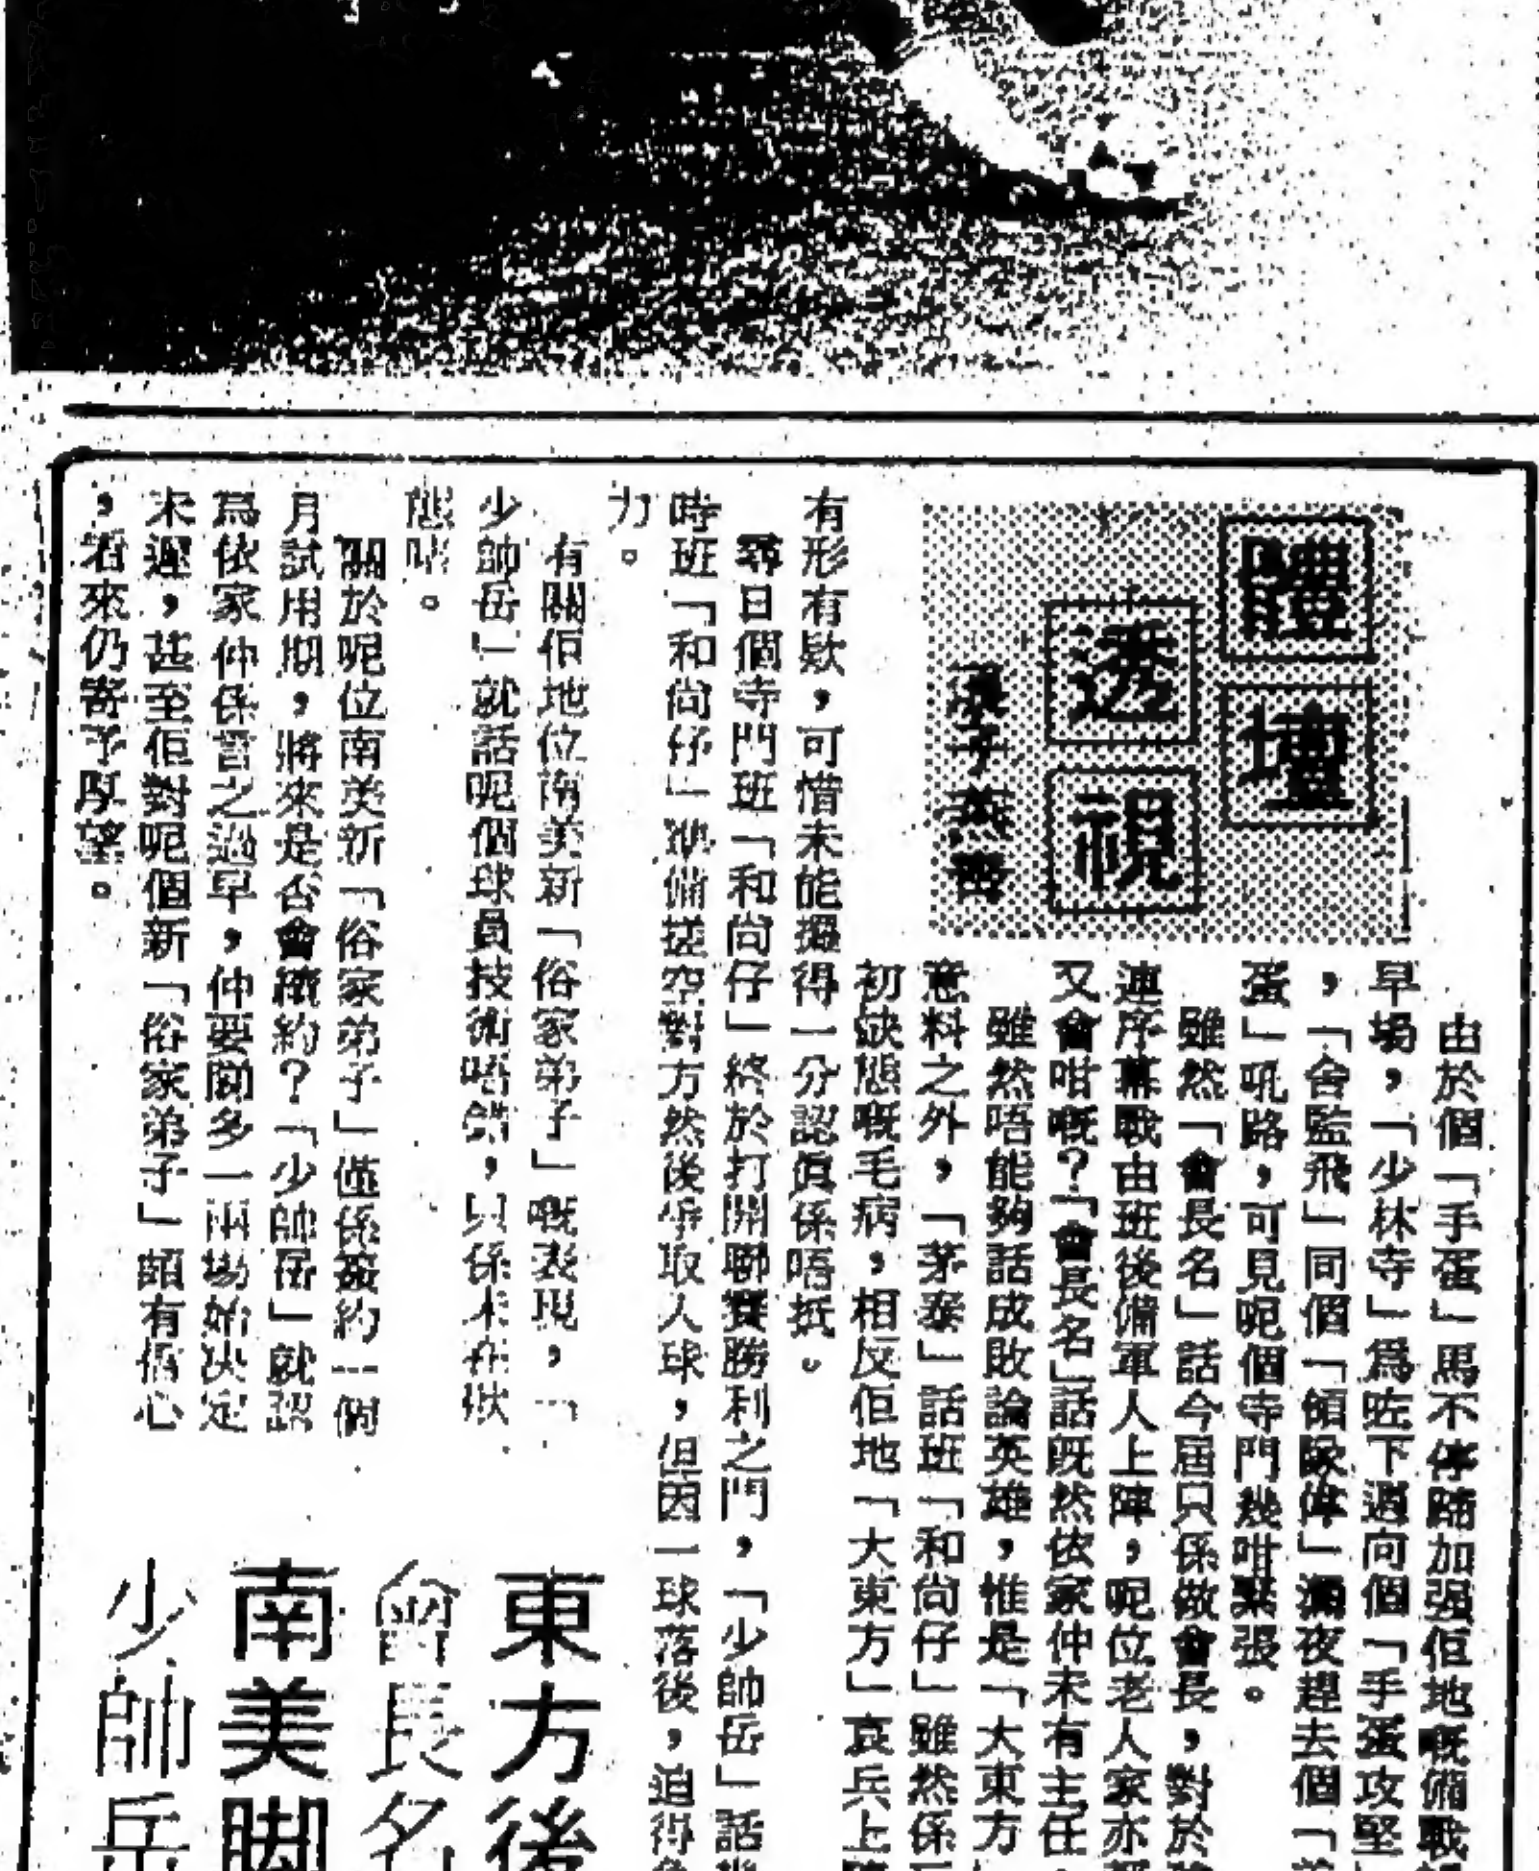 體壇
透視
由於個「手蛋」馬不停蹄加强佢地嘅備戰
早場，「少林寺」爲咗下週向個「手蛋攻堅
，「舍監飛」同個「領隊偉」瀾夜趕去個「
蛋」吼路，可見呢個寺門幾咁緊張。
雖然「會長名」話今屆只係做會長，對於
連序幕戰由班後備軍人上陣，呢位老人家亦
又會咁嘅？「會長名」話既然依家仲未有主任
雖然唔能夠話成敗論英雄，惟是「大東方
意料之外，「茅泰」話班「和尚仔」雖然係
初缺態嘅毛病，相反佢地「大東方」哀兵上
有形有欵，可惜未能搵得一分認眞係唔抵。
尋日個寺門班「和尚仔」終於打開聯賽勝利之門，「少帥岳」話
時班「和尚仔」準備搓空對方然後爭取人球，但因一球落後，迫得
力。
有關佢地位南美新「俗家弟子」嘅表現，「
少帥岳」就話呢個球員技術唔錯，只係未在狀
態啫。
關於呢位南美新「俗家弟子」僅係簽約一個
月試用期，將來是否會續約？「少帥岳」就認
爲依家仲係言之過早，仲要睇多一兩場始決定
未遲，甚至佢對呢個新「俗家弟子」頗有信心
，看來仍寄予厚望。
東方後
會長名
南美脚
少帥岳